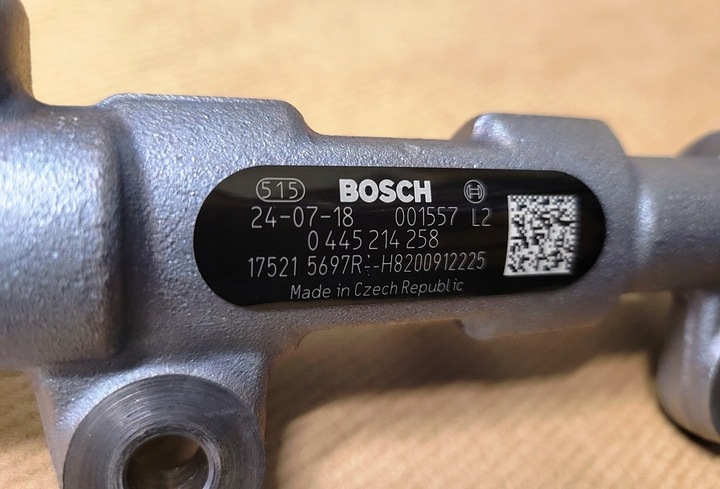 515 BOSCH
24-07-18 001557 L2
0 445 214 258
17521 5697R:-H8200912225
Made in Czech Republic